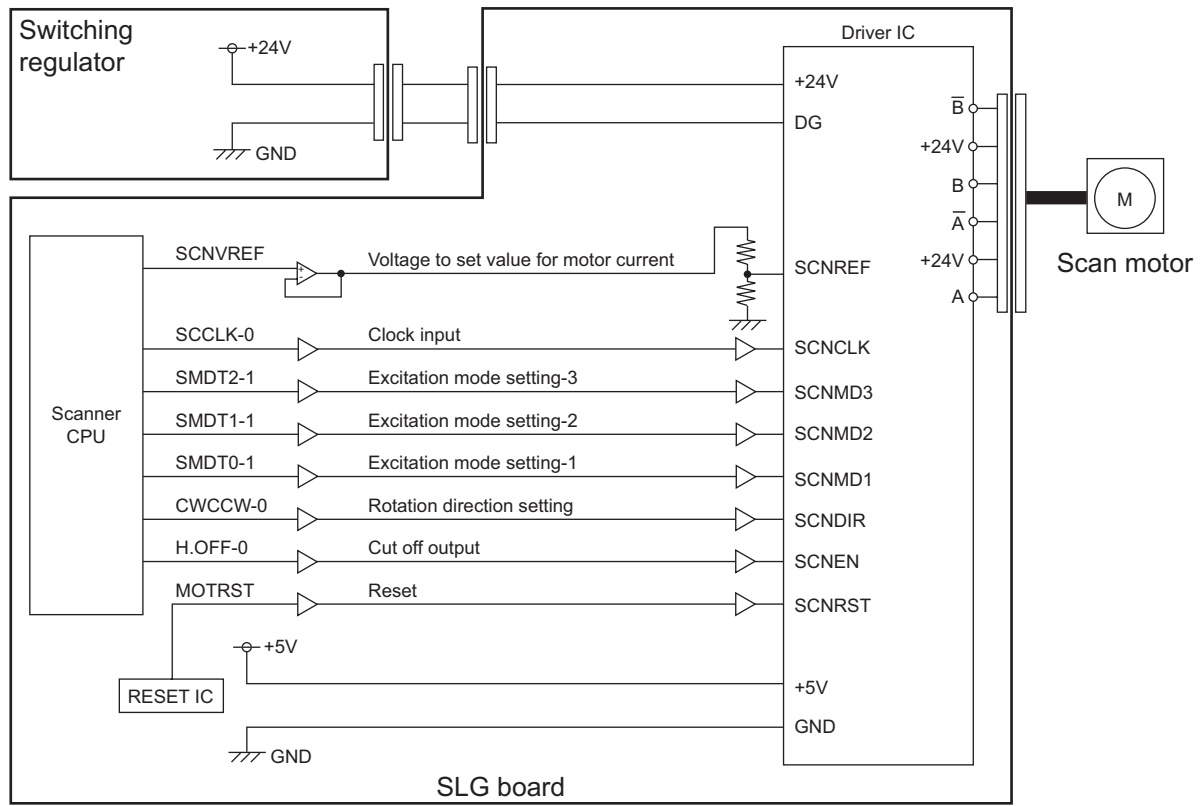 Switching
regulator
+24V
GND
Driver IC
+24V
DG
B̅
+24V
B
A̅
+24V
A
M
Scan motor
SCNVREF
+
-
Voltage to set value for motor current
SCNREF
Scanner
CPU
SCCLK-0
Clock input
SCNCLK
SMDT2-1
Excitation mode setting-3
SCNMD3
SMDT1-1
Excitation mode setting-2
SCNMD2
SMDT0-1
Excitation mode setting-1
SCNMD1
CWCCW-0
Rotation direction setting
SCNDIR
H.OFF-0
Cut off output
SCNEN
MOTRST
Reset
SCNRST
+5V
RESET IC
+5V
GND
GND
SLG board